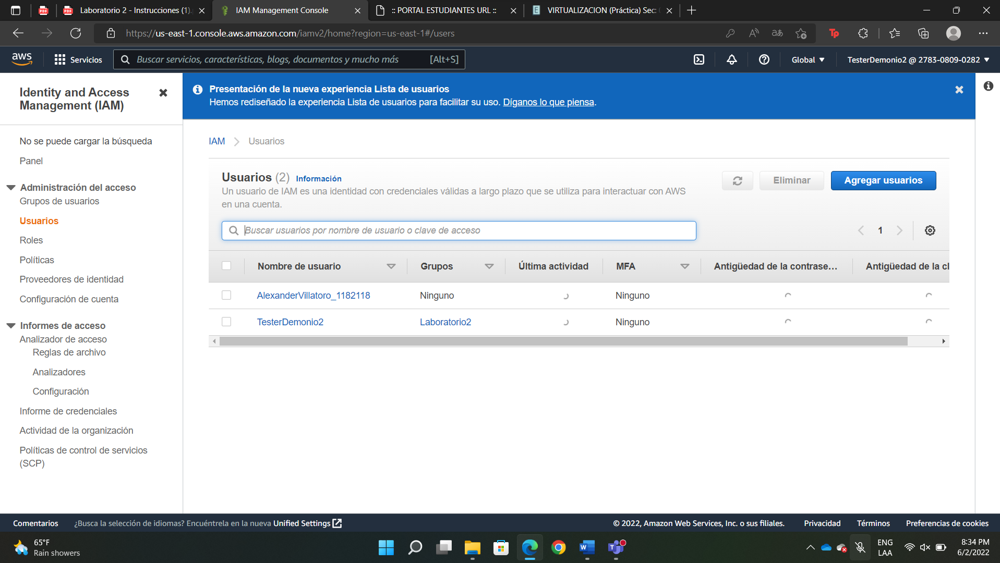 Laboratorio 2 - Instrucciones (1).
IAM Management Console
:: PORTAL ESTUDIANTES URL ::
VIRTUALIZACION (Práctica) Sec:
https://us-east-1.console.aws.amazon.com/iamv2/home?region=us-east-1#/users
aws
Servicios
Buscar servicios, características, blogs, documentos y mucho más
[Alt+S]
Global
TesterDemonio2 @ 2783-0809-0282
Identity and Access
Management (IAM)
No se puede cargar la búsqueda
Panel
Administración del acceso
Grupos de usuarios
Usuarios
Roles
Políticas
Proveedores de identidad
Configuración de cuenta
Informes de acceso
Analizador de acceso
Reglas de archivo
Analizadores
Configuración
Informe de credenciales
Actividad de la organización
Políticas de control de servicios
(SCP)
Presentación de la nueva experiencia Lista de usuarios
Hemos rediseñado la experiencia Lista de usuarios para facilitar su uso. Díganos lo que piensa.
IAM
Usuarios
Usuarios (2) Información
Un usuario de IAM es una identidad con credenciales válidas a largo plazo que se utiliza para interactuar con AWS
en una cuenta.
Eliminar
Agregar usuarios
Buscar usuarios por nombre de usuario o clave de acceso
1
Nombre de usuario Grupos Última actividad MFA Antigüedad de la contrase... Antigüedad de la cl
AlexanderVillatoro_1182118 Ninguno Ninguno
TesterDemonio2 Laboratorio2 Ninguno
Comentarios
¿Busca la selección de idiomas? Encuéntrela en la nueva Unified Settings
© 2022, Amazon Web Services, Inc. o sus filiales.
Privacidad
Términos
Preferencias de cookies
65°F
Rain showers
ENG
LAA
8:34 PM
6/2/2022